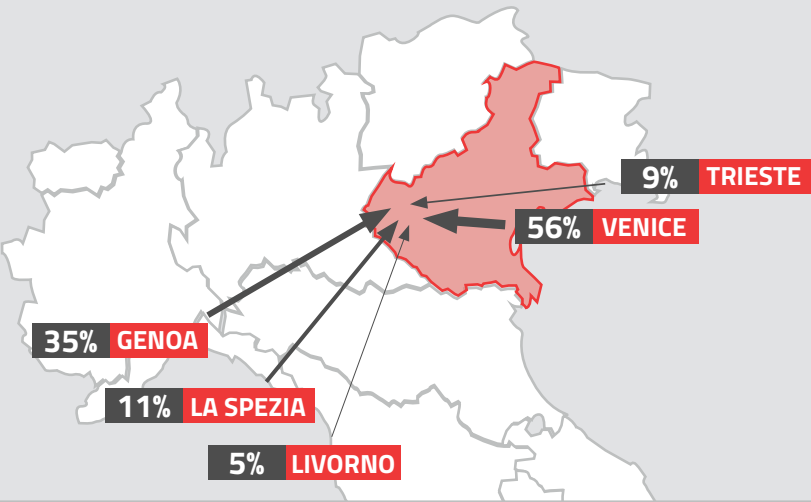 9% TRIESTE
56% VENICE
35% GENOA
11% LA SPEZIA
5% LIVORNO